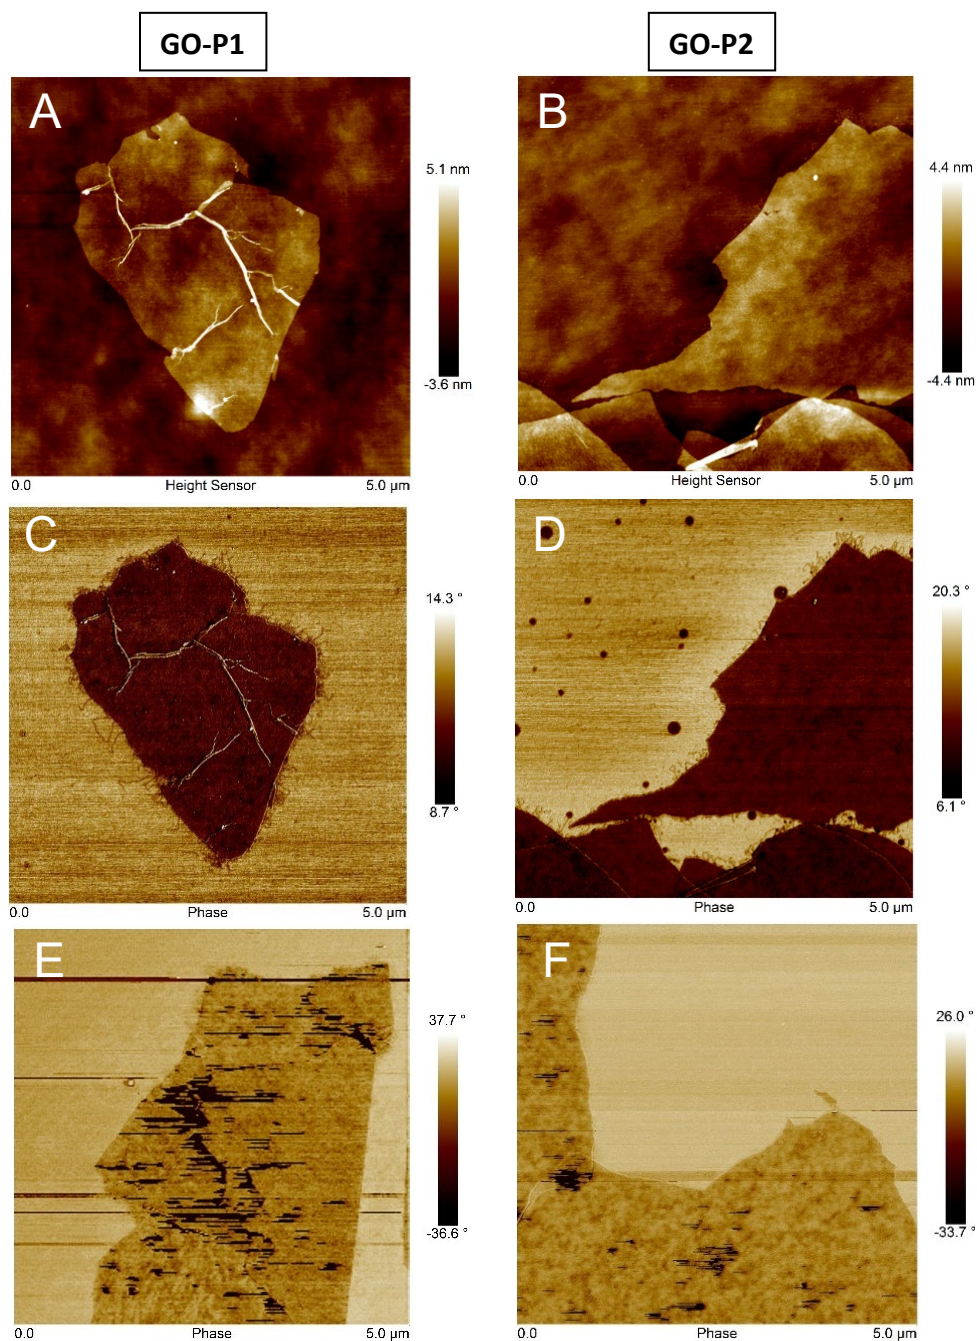 GO-P1
GO-P2
A
5.1 nm
-3.6 nm
0.0 Height Sensor 5.0 µm
B
4.4 nm
-4.4 nm
0.0 Height Sensor 5.0 µm
C
14.3 °
8.7 °
0.0 Phase 5.0 µm
D
20.3 °
6.1 °
0.0 Phase 5.0 µm
E
37.7 °
-36.6 °
0.0 Phase 5.0 µm
F
26.0 °
-33.7 °
0.0 Phase 5.0 µm